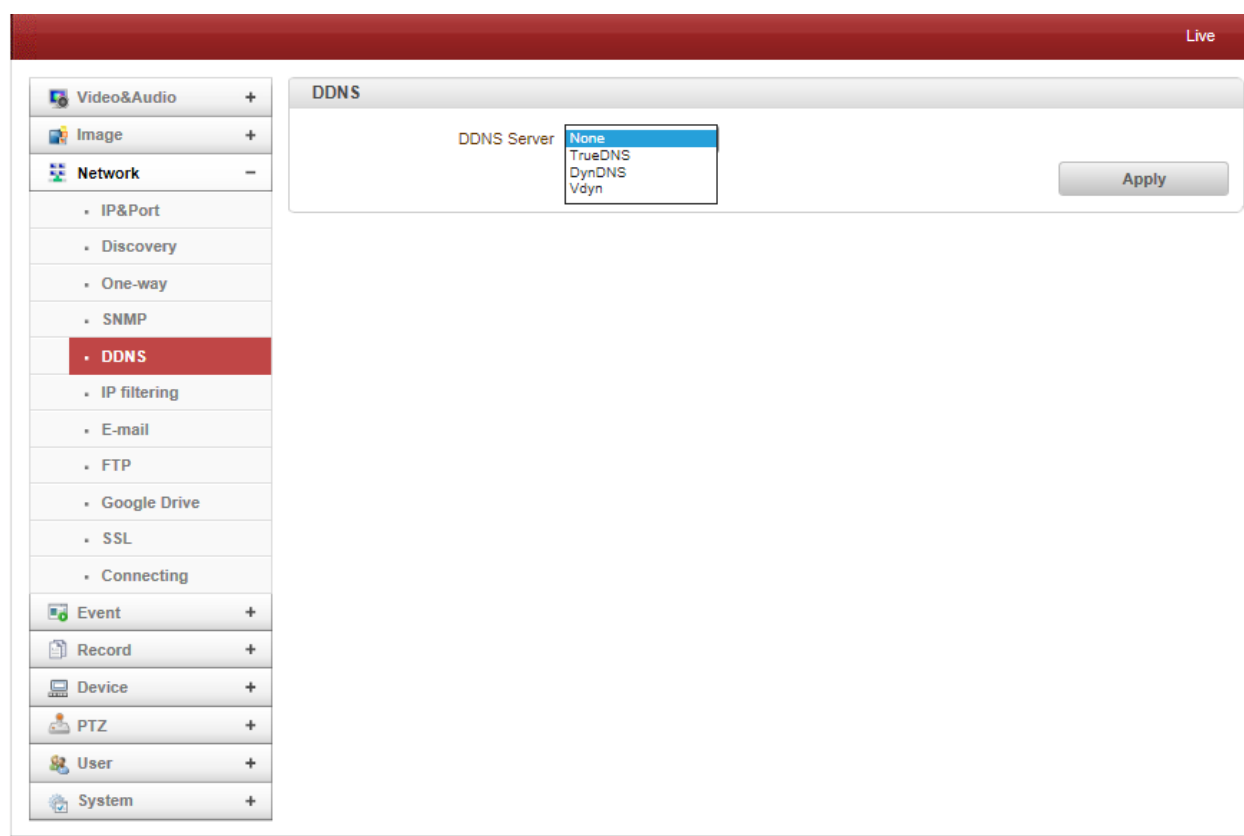 Live
Video&Audio +
Image +
Network −
IP&Port
Discovery
One-way
SNMP
DDNS
IP filtering
E-mail
FTP
Google Drive
SSL
Connecting
Event +
Record +
Device +
PTZ +
User +
System +
DDNS
DDNS Server None
TrueDNS
DynDNS
Vdyn
Apply